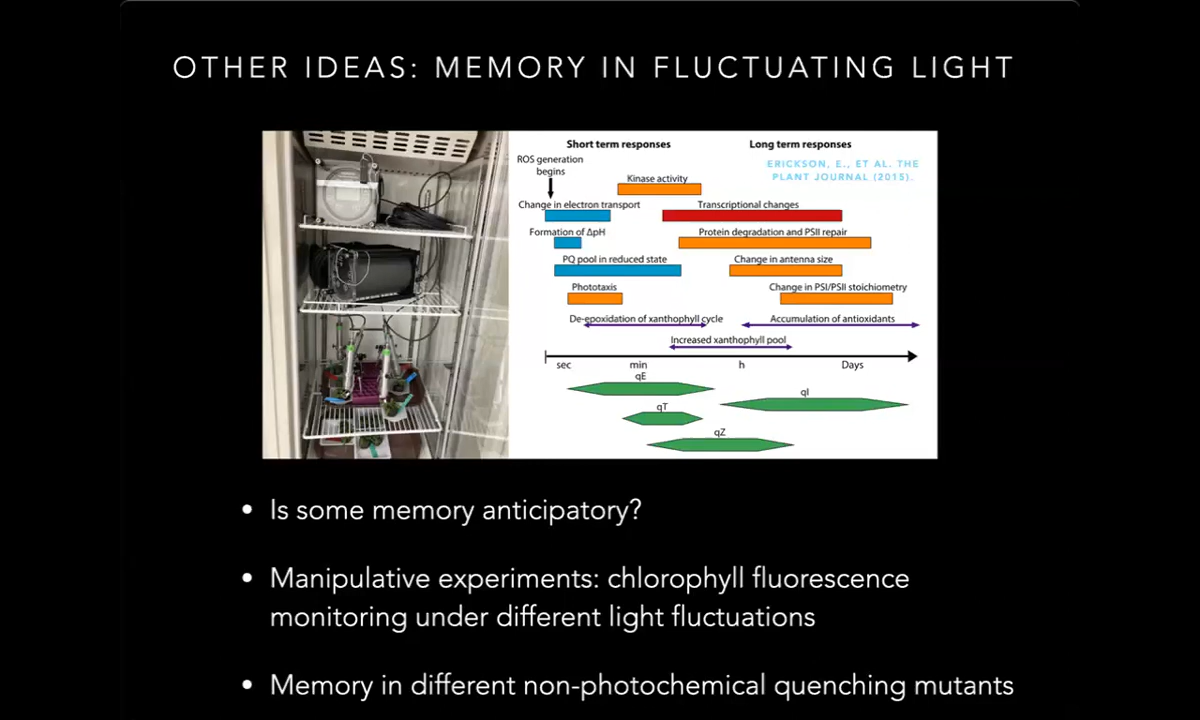 OTHER IDEAS: MEMORY IN FLUCTUATING LIGHT
Short term responses
Long term responses
ERICKSON, E., ET AL. THE
PLANT JOURNAL (2015).
ROS generation
begins
Kinase activity
Change in electron transport
Transcriptional changes
Formation of ΔpH
Protein degradation and PSII repair
PQ pool in reduced state
Change in antenna size
Phototaxis
Change in PSI/PSII stoichiometry
De-epoxidation of xanthophyll cycle
Accumulation of antioxidants
Increased xanthophyll pool
sec min h Days
qE
qI
qT
qZ
• Is some memory anticipatory?
• Manipulative experiments: chlorophyll fluorescence
monitoring under different light fluctuations
• Memory in different non-photochemical quenching mutants